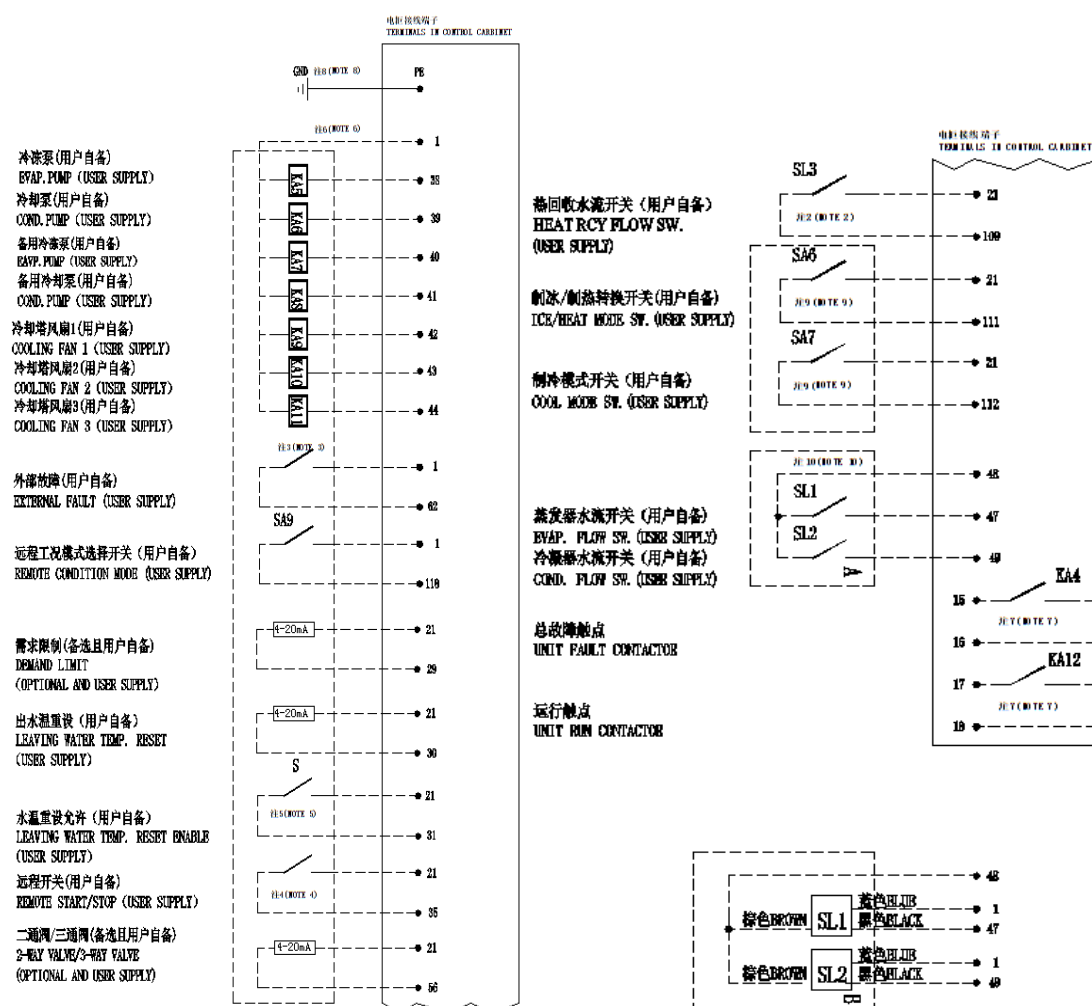 电柜接线端子
TERMINALS IN CONTROL CARBINET
GND 注8(NOTE 8) PE
注6(NOTE 6) 1
冷冻泵(用户自备)
EVAP.PUMP (USER SUPPLY)
KA5 38
冷却泵(用户自备)
COND.PUMP (USER SUPPLY)
KA6 39
备用冷冻泵(用户自备)
EAVP.PUMP (USER SUPPLY)
KA7 40
备用冷却泵(用户自备)
COND.PUMP (USER SUPPLY)
KA8 41
冷却塔风扇1(用户自备)
COOLING FAN 1 (USER SUPPLY)
KA9 42
冷却塔风扇2(用户自备)
COOLING FAN 2 (USER SUPPLY)
KA10 43
冷却塔风扇3(用户自备)
COOLING FAN 3 (USER SUPPLY)
KA11 44
注3(NOTE 3) 1
外部故障(用户自备)
EXTERNAL FAULT (USER SUPPLY)
62
SA9 1
远程工况模式选择开关 (用户自备)
REMOTE CONDITION MODE (USER SUPPLY)
4-20mA 21
需求限制(备选且用户自备)
DEMAND LIMIT
(OPTIONAL AND USER SUPPLY)
29
4-20mA 21
出水温重设 (用户自备)
LEAVING WATER TEMP. RESET
(USER SUPPLY)
30
S 21
注5(NOTE 5)
水温重设允许 (用户自备)
LEAVING WATER TEMP. RESET ENABLE
(USER SUPPLY)
31
21
远程开关(用户自备)
REMOTE START/STOP (USER SUPPLY)
注4(NOTE 4) 35
二通阀/三通阀(备选且用户自备)
2-WAY VALVE/3-WAY VALVE
(OPTIONAL AND USER SUPPLY)
4-20mA 21
56
电柜接线端子
TERMINALS IN CONTROL CARBINET
SL3 21
热回收水流开关 (用户自备)
HEAT RCY FLOW SW.
(USER SUPPLY)
注2(NOTE 2) 109
SA6 21
制冰/制热转换开关(用户自备)
ICE/HEAT MODE SW. (USER SUPPLY)
注9(NOTE 9) 111
SA7 21
制冷模式开关 (用户自备)
COOL MODE SW. (USER SUPPLY)
注9(NOTE 9) 112
注10(NOTE 10) 48
SL1 47
蒸发器水流开关 (用户自备)
EVAP. FLOW SW. (USER SUPPLY)
SL2 49
冷凝器水流开关 (用户自备)
COND. FLOW SW. (USER SUPPLY)
A
15 KA4
总故障触点
UNIT FAULT CONTACTOR
注7(NOTE 7)
16
17 KA12
运行触点
UNIT RUN CONTACTOR
注7(NOTE 7)
18
48
棕色BROWN SL1 蓝色BLUE 1
黑色BLACK 47
棕色BROWN SL2 蓝色BLUE 1
黑色BLACK 49
B